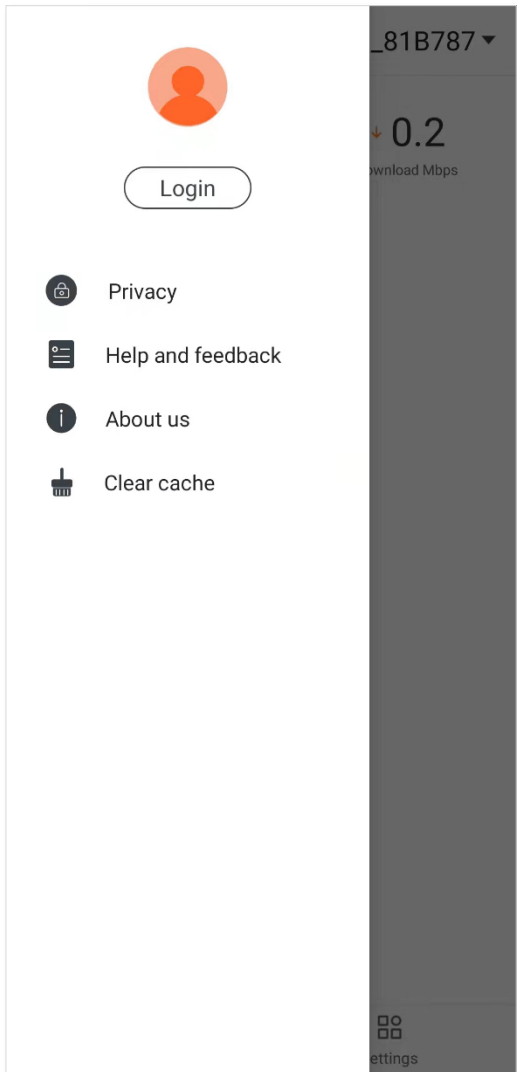 _81B787
0.2
ownload Mbps
Login
Privacy
Help and feedback
About us
Clear cache
ettings